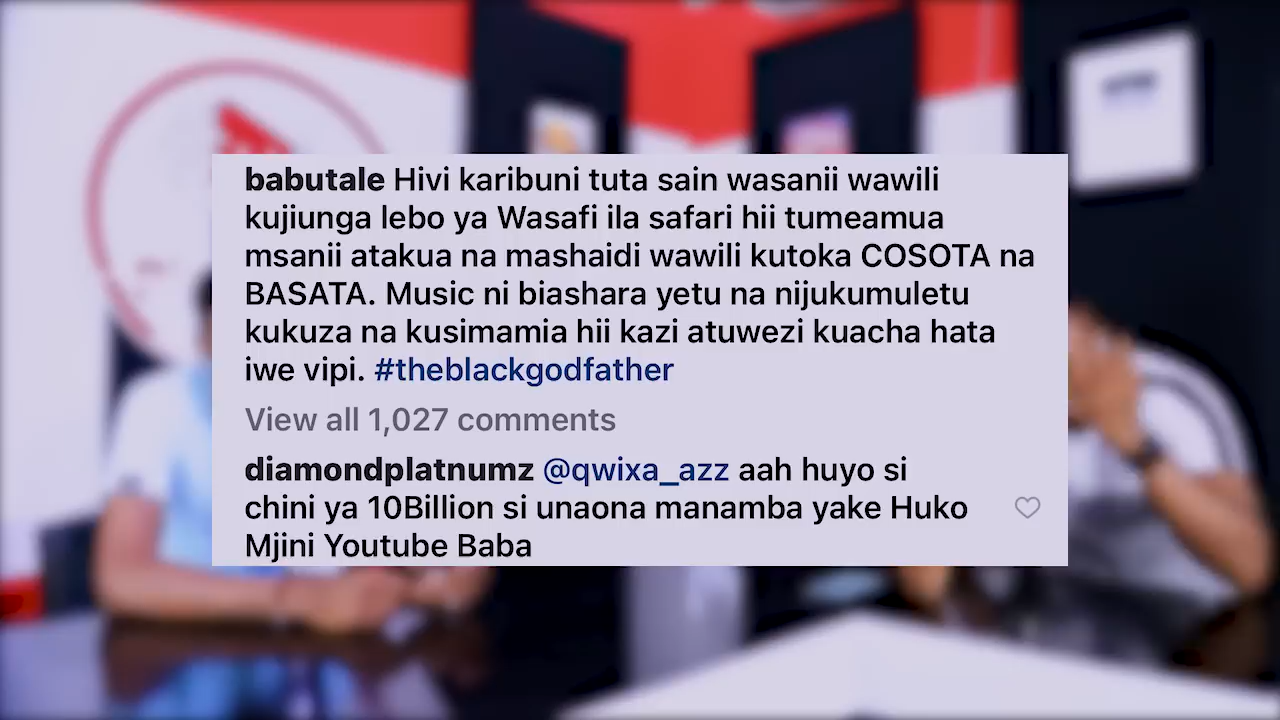 babutale Hivi karibuni tuta sain wasanii wawili
kujiunga lebo ya Wasafi ila safari hii tumeamua
msanii atakua na mashaidi wawili kutoka COSOTA na
BASATA. Music ni biashara yetu na nijukumuletu
kukuza na kusimamia hii kazi atuwezi kuacha hata
iwe vipi. #theblackgodfather
View all 1,027 comments
diamondplatnumz @qwixa_azz aah huyo si
chini ya 10Billion si unaona manamba yake Huko
Mjini Youtube Baba